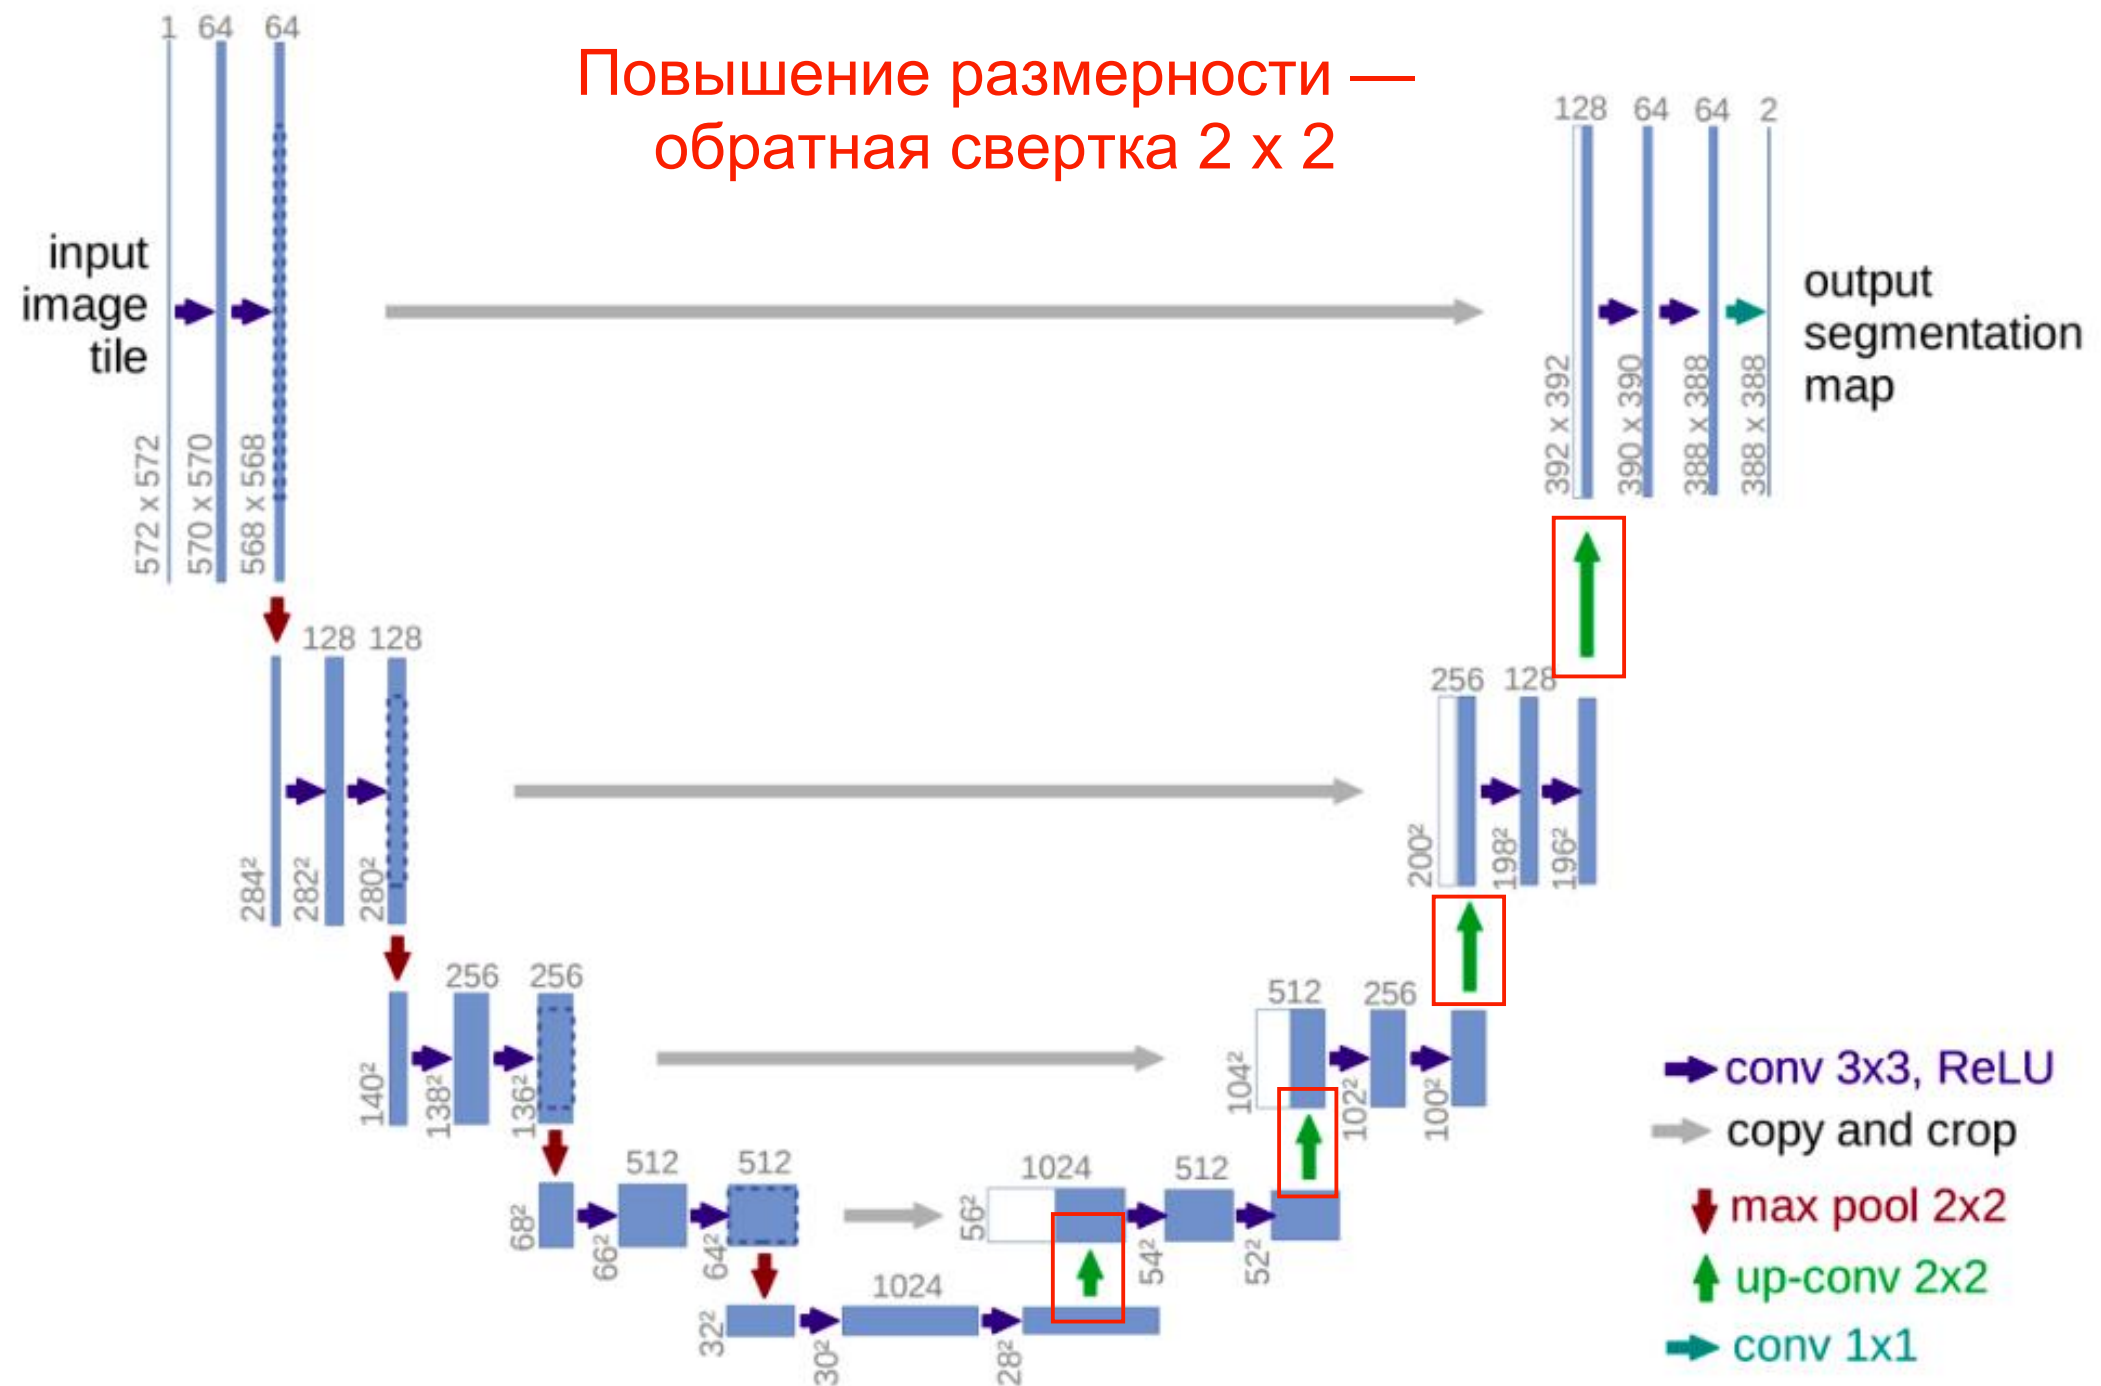 Повышение размерности —
обратная свертка 2 x 2
1 64 64
input
image
tile
572 x 572
570 x 570
568 x 568
128 64 64 2
392 x 392
390 x 390
388 x 388
388 x 388
output
segmentation
map
128 128
284²
282²
280²
256 128
200²
198²
196²
256 256
140²
138²
136²
512 256
104²
102²
100²
512 512
68²
66²
64²
1024 512
56²
54²
52²
1024
32²
30²
28²
conv 3x3, ReLU
copy and crop
max pool 2x2
up-conv 2x2
conv 1x1